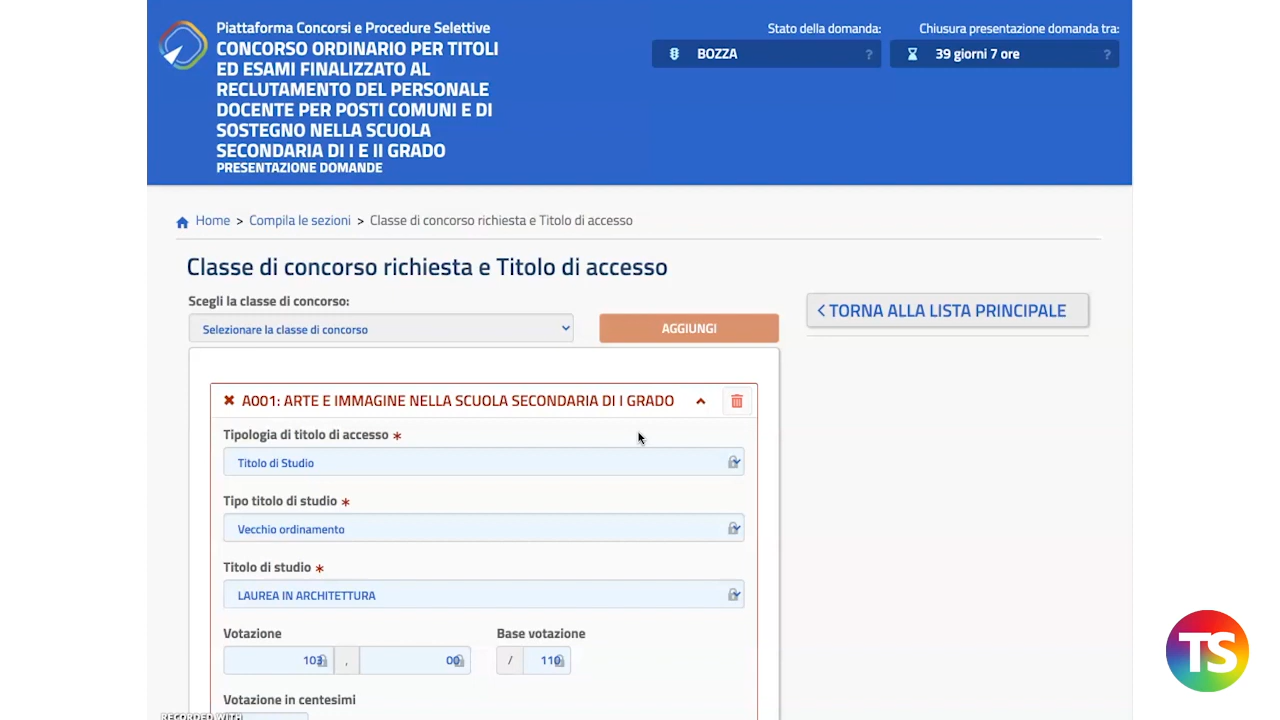 Piattaforma Concorsi e Procedure Selettive
CONCORSO ORDINARIO PER TITOLI
ED ESAMI FINALIZZATO AL
RECLUTAMENTO DEL PERSONALE
DOCENTE PER POSTI COMUNI E DI
SOSTEGNO NELLA SCUOLA
SECONDARIA DI I E II GRADO
PRESENTAZIONE DOMANDE
Stato della domanda:
BOZZA ?
Chiusura presentazione domanda tra:
39 giorni 7 ore ?
Home > Compila le sezioni > Classe di concorso richiesta e Titolo di accesso
Classe di concorso richiesta e Titolo di accesso
Scegli la classe di concorso:
Selezionare la classe di concorso
AGGIUNGI
< TORNA ALLA LISTA PRINCIPALE
A001: ARTE E IMMAGINE NELLA SCUOLA SECONDARIA DI I GRADO
Tipologia di titolo di accesso *
Titolo di Studio
Tipo titolo di studio *
Vecchio ordinamento
Titolo di studio *
LAUREA IN ARCHITETTURA
Votazione
103 , 00
Base votazione
/ 110
Votazione in centesimi
RECORDED WITH
TS